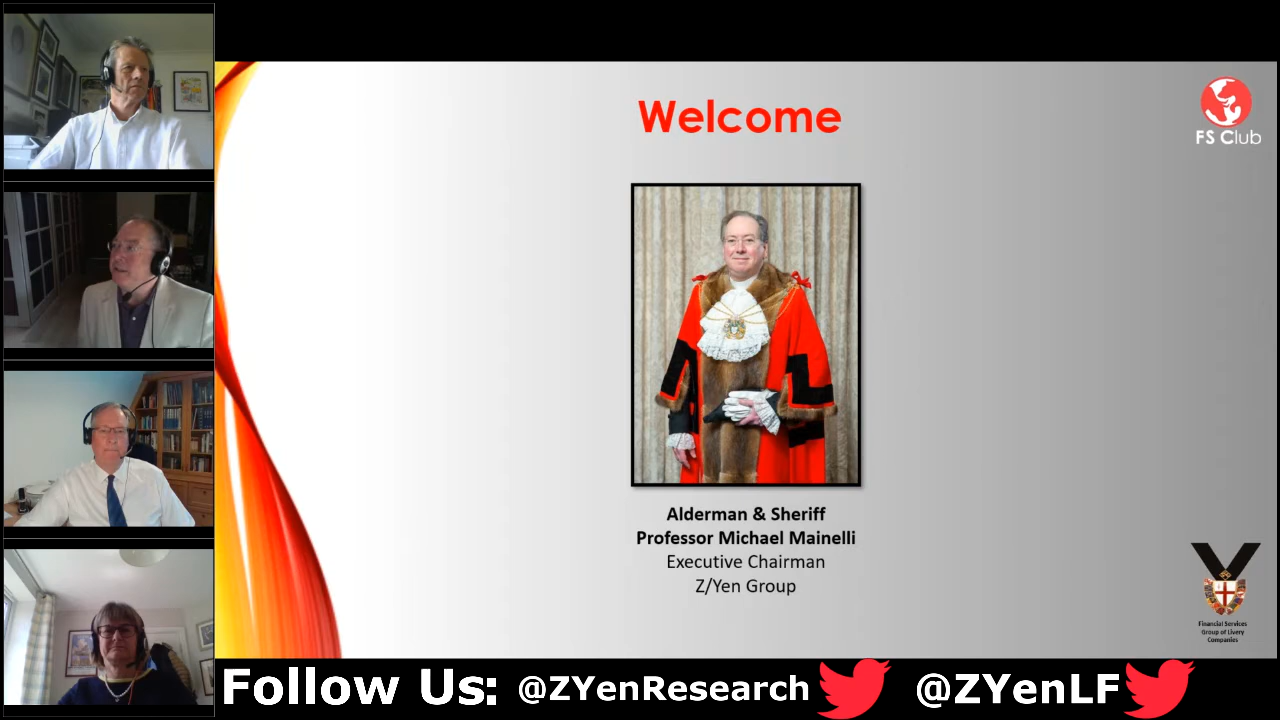 Welcome
FS Club
Alderman & Sheriff
Professor Michael Mainelli
Executive Chairman
Z/Yen Group
Financial Services
Group of Livery
Companies
Follow Us: @ZYenResearch @ZYenLF